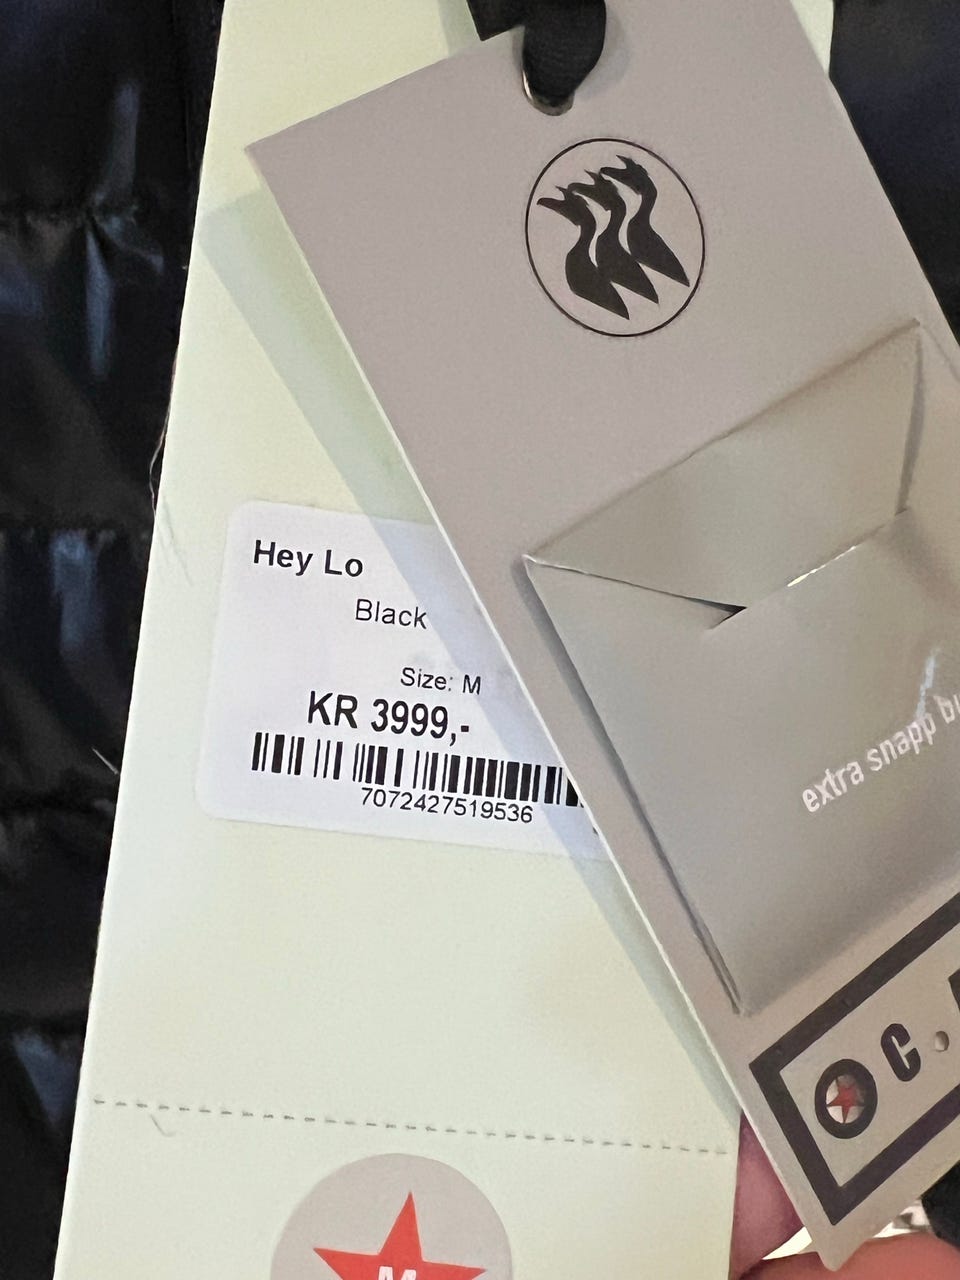 Hey Lo
Black
Size: M
KR 3999,-
7072427519536
extra snapp
C.
M